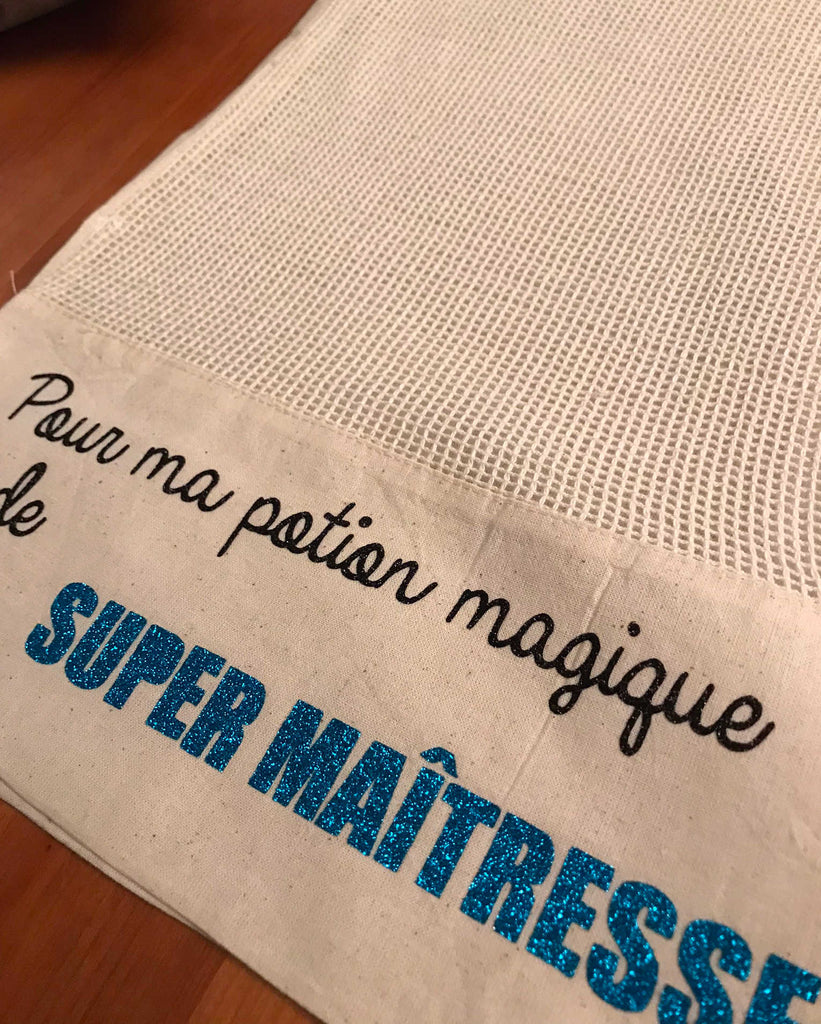 Pour ma potion magique
de
SUPER MAÎTRESSE